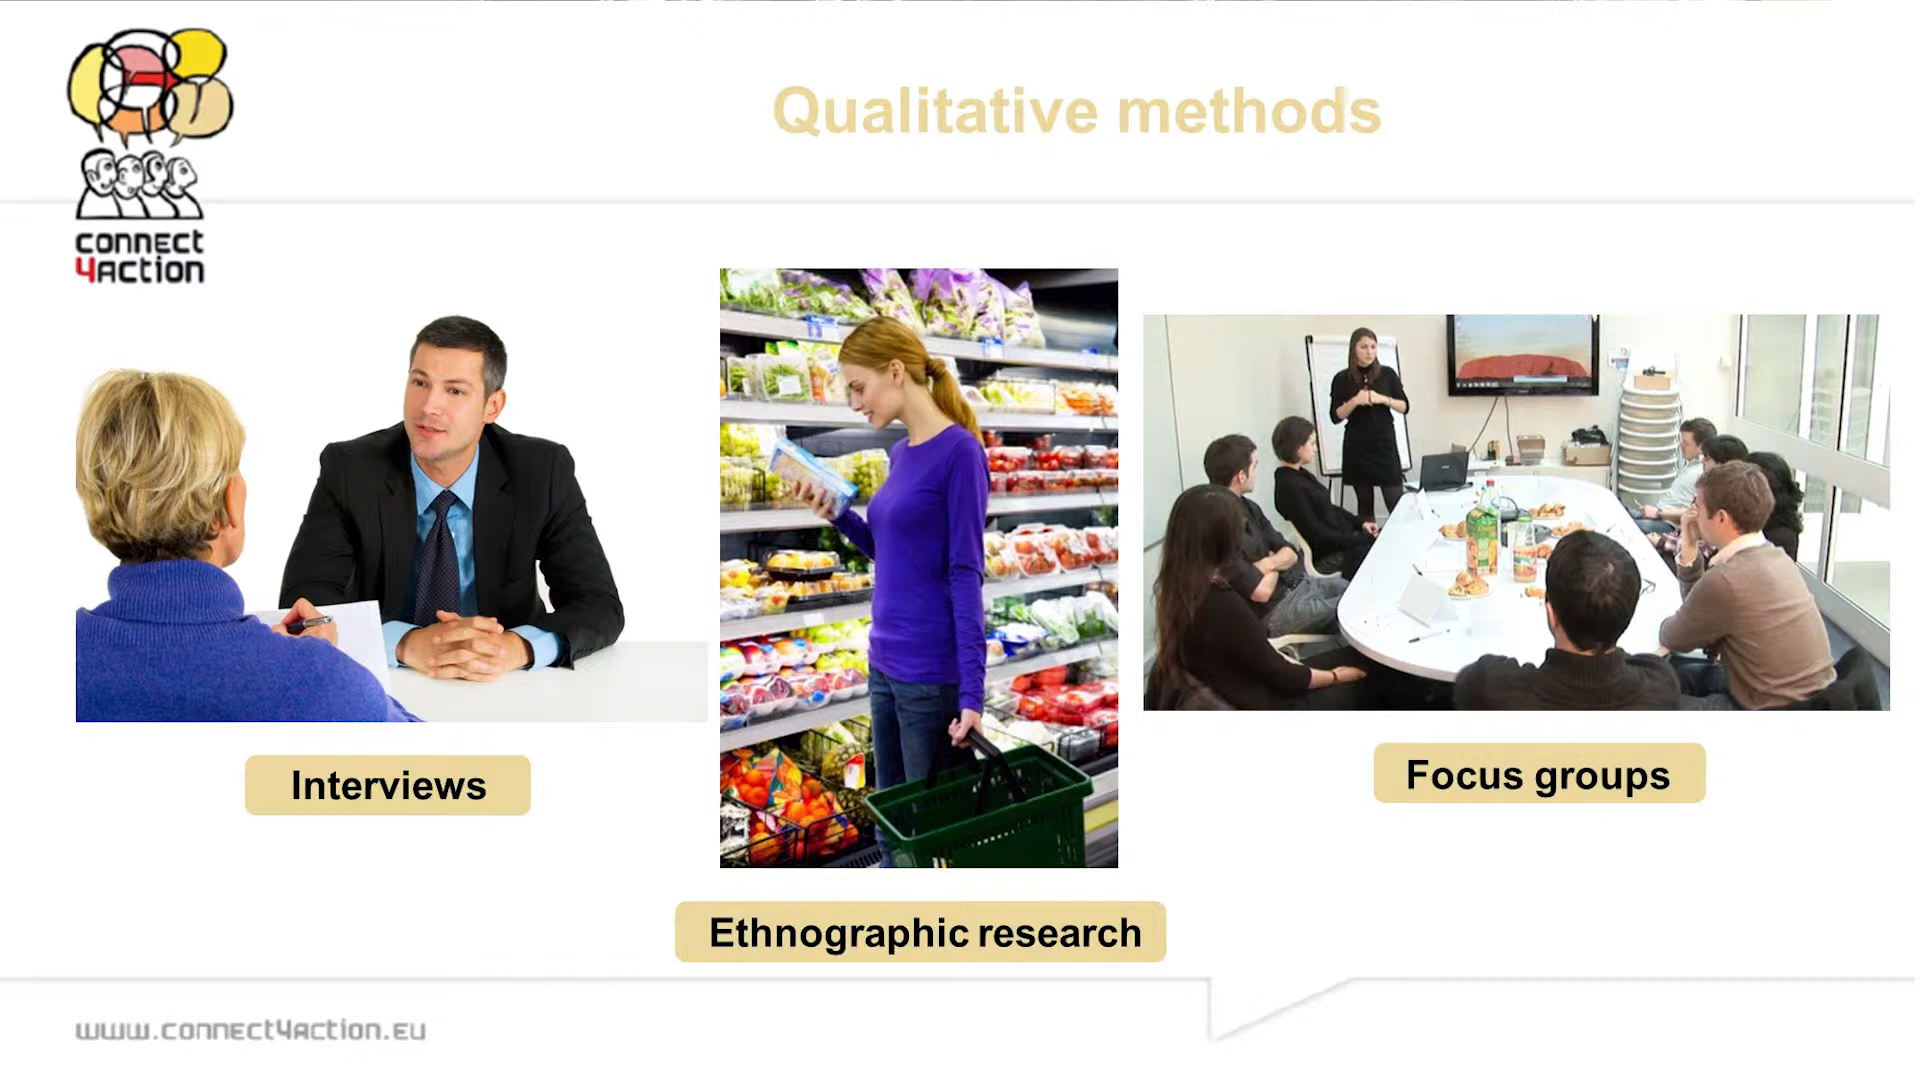 Qualitative methods
connect
4action
Interviews
Ethnographic research
Focus groups
www.connect4action.eu